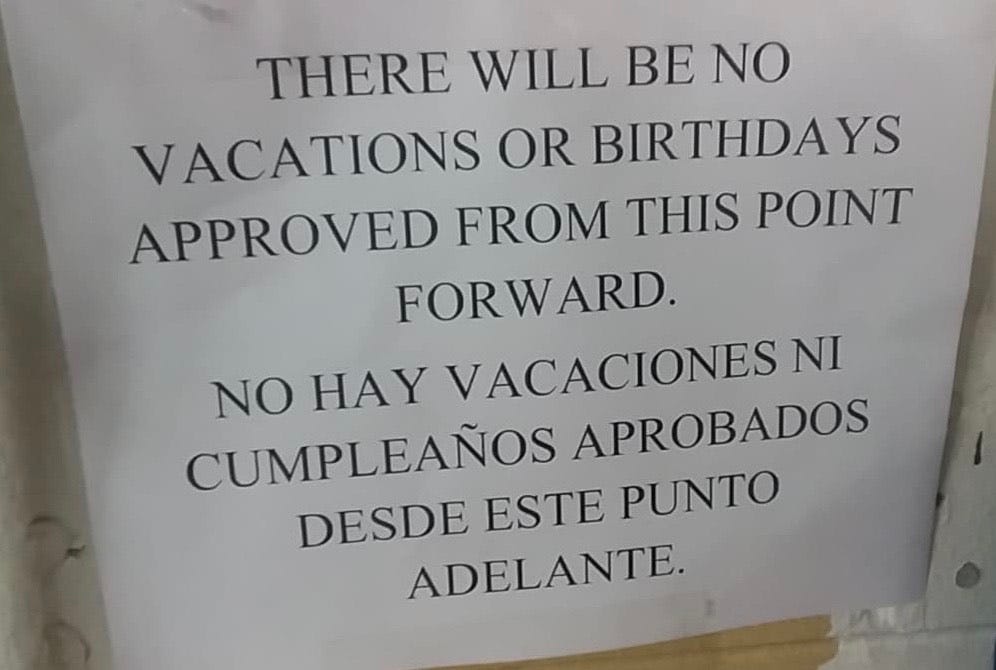 THERE WILL BE NO
VACATIONS OR BIRTHDAYS
APPROVED FROM THIS POINT
FORWARD.
NO HAY VACACIONES NI
CUMPLEAÑOS APROBADOS
DESDE ESTE PUNTO
ADELANTE.